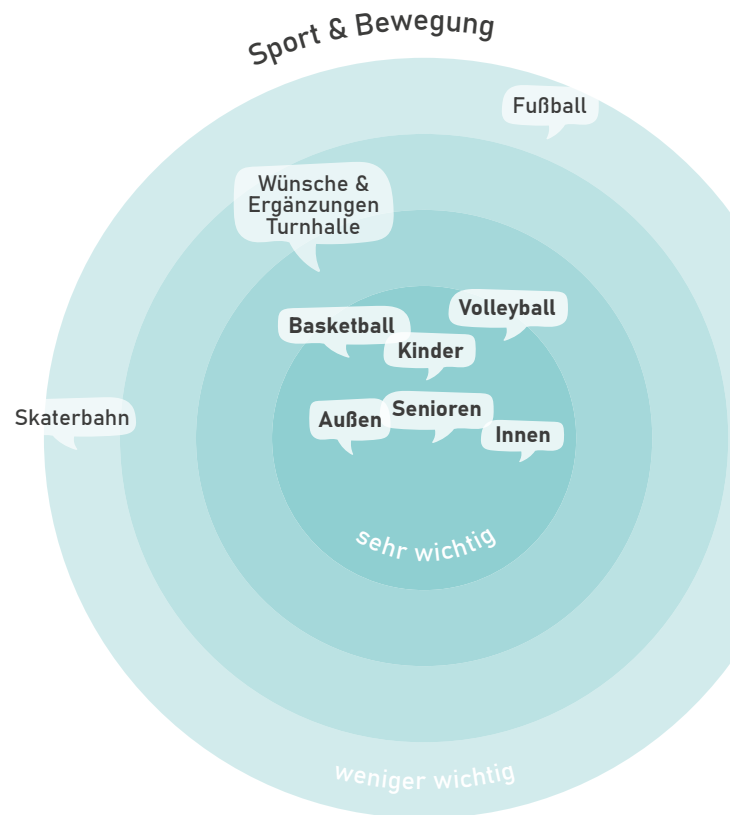 Sport & Bewegung
Fußball
Wünsche &
Ergänzungen
Turnhalle
Volleyball
Basketball
Kinder
Skaterbahn
Außen
Senioren
Innen
sehr wichtig
weniger wichtig